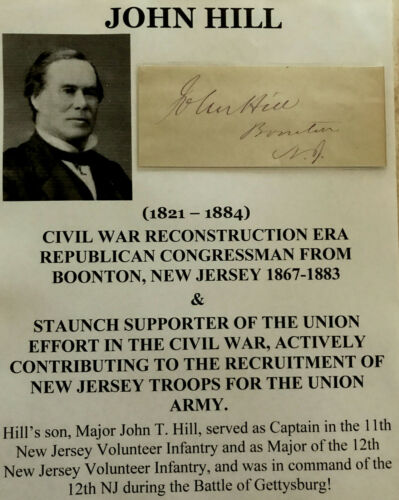 JOHN HILL
John Hill
Boonton
N.J.
(1821 – 1884)
CIVIL WAR RECONSTRUCTION ERA
REPUBLICAN CONGRESSMAN FROM
BOONTON, NEW JERSEY 1867-1883
&
STAUNCH SUPPORTER OF THE UNION
EFFORT IN THE CIVIL WAR, ACTIVELY
CONTRIBUTING TO THE RECRUITMENT OF
NEW JERSEY TROOPS FOR THE UNION
ARMY.
Hill's son, Major John T. Hill, served as Captain in the 11th
New Jersey Volunteer Infantry and as Major of the 12th
New Jersey Volunteer Infantry, and was in command of the
12th NJ during the Battle of Gettysburg!